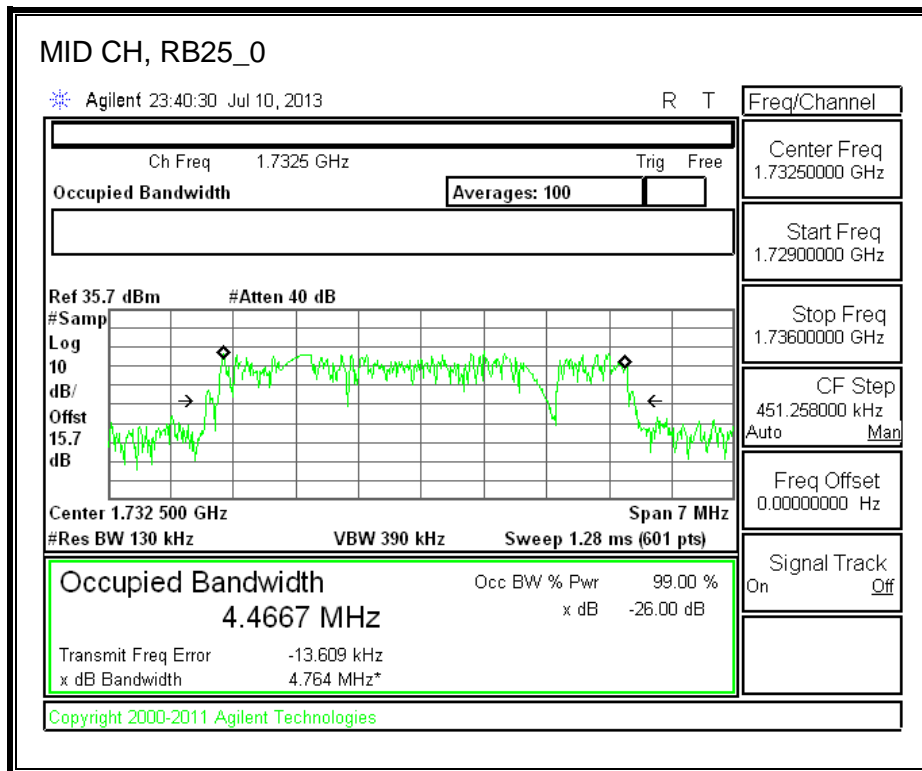 MID CH, RB25_0
Agilent 23:40:30 Jul 10, 2013 R T
Freq/Channel
Ch Freq 1.7325 GHz Trig Free
Occupied Bandwidth Averages: 100
Center Freq
1.73250000 GHz
Start Freq
1.72900000 GHz
Ref 35.7 dBm #Atten 40 dB
#Samp
Log
10
dB/
Offst
15.7
dB
Stop Freq
1.73600000 GHz
CF Step
451.258000 kHz
Auto Man
Freq Offset
0.00000000 Hz
Center 1.732 500 GHz Span 7 MHz
#Res BW 130 kHz VBW 390 kHz Sweep 1.28 ms (601 pts)
Signal Track
On Off
Occupied Bandwidth Occ BW % Pwr 99.00 %
4.4667 MHz x dB -26.00 dB
Transmit Freq Error -13.609 kHz
x dB Bandwidth 4.764 MHz*
Copyright 2000-2011 Agilent Technologies